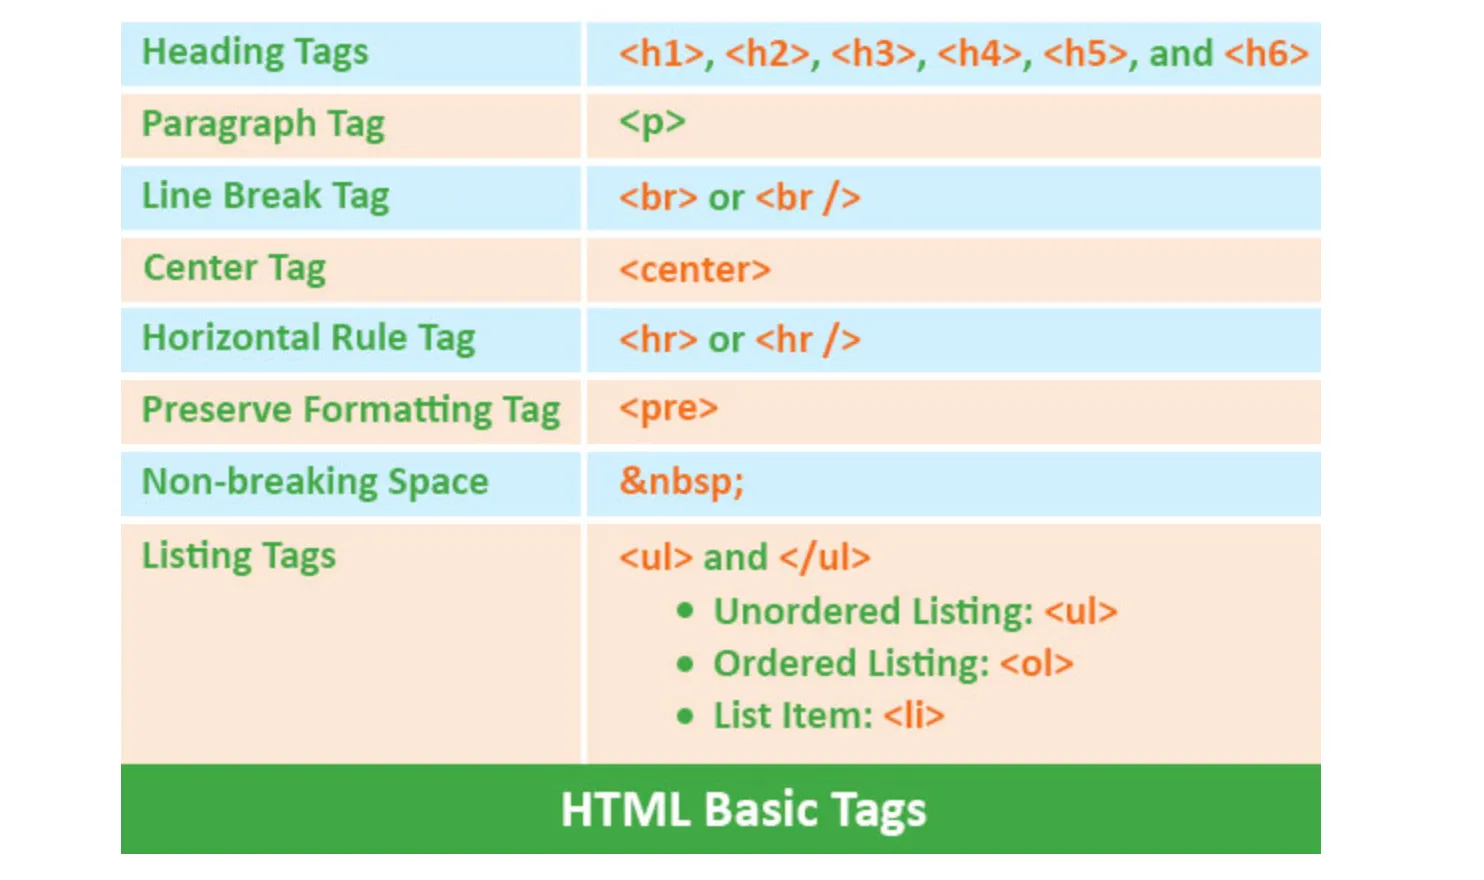 Heading Tags <h1>, <h2>, <h3>, <h4>, <h5>, and <h6>
Paragraph Tag <p>
Line Break Tag <br> or <br />
Center Tag <center>
Horizontal Rule Tag <hr> or <hr />
Preserve Formatting Tag <pre>
Non-breaking Space &nbsp;
Listing Tags <ul> and </ul>
• Unordered Listing: <ul>
• Ordered Listing: <ol>
• List Item: <li>
HTML Basic Tags